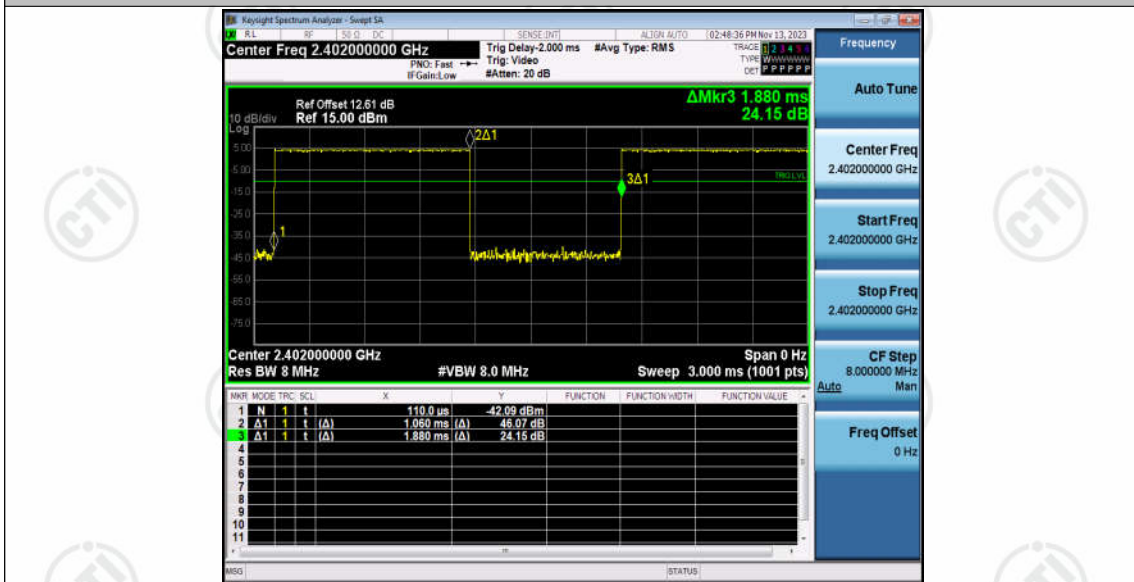 Keysight Spectrum Analyzer - Swept SA
RL RF 50 Ω DC SENSE:INT ALIGN AUTO 02:48:36 PM Nov 13, 2023
Center Freq 2.402000000 GHz
PNO: Fast
IFGain:Low
Trig Delay-2.000 ms
Trig: Video
#Atten: 20 dB
#Avg Type: RMS
TRACE 1 2 3 4 5 6
TYPE WWWWWW
DET P P P P P P
Frequency
Auto Tune
Center Freq
2.402000000 GHz
Start Freq
2.402000000 GHz
Stop Freq
2.402000000 GHz
CF Step
8.000000 MHz
Auto Man
Freq Offset
0 Hz
ΔMkr3 1.880 ms
24.15 dB
Ref Offset 12.61 dB
10 dB/div Ref 15.00 dBm
Log
5.00
-5.00
-15.0
-25.0
-35.0
-45.0
-55.0
-65.0
-75.0
2Δ1
3Δ1
TRIG LVL
1
Center 2.402000000 GHz Span 0 Hz
Res BW 8 MHz #VBW 8.0 MHz Sweep 3.000 ms (1001 pts)
MKR MODE TRC SCL X Y FUNCTION FUNCTION WIDTH FUNCTION VALUE
1 N 1 t 110.0 µs -42.09 dBm
2 Δ1 1 t (Δ) 1.060 ms (Δ) 46.07 dB
3 Δ1 1 t (Δ) 1.880 ms (Δ) 24.15 dB
4
5
6
7
8
9
10
11
MSG STATUS
CTI
CTI